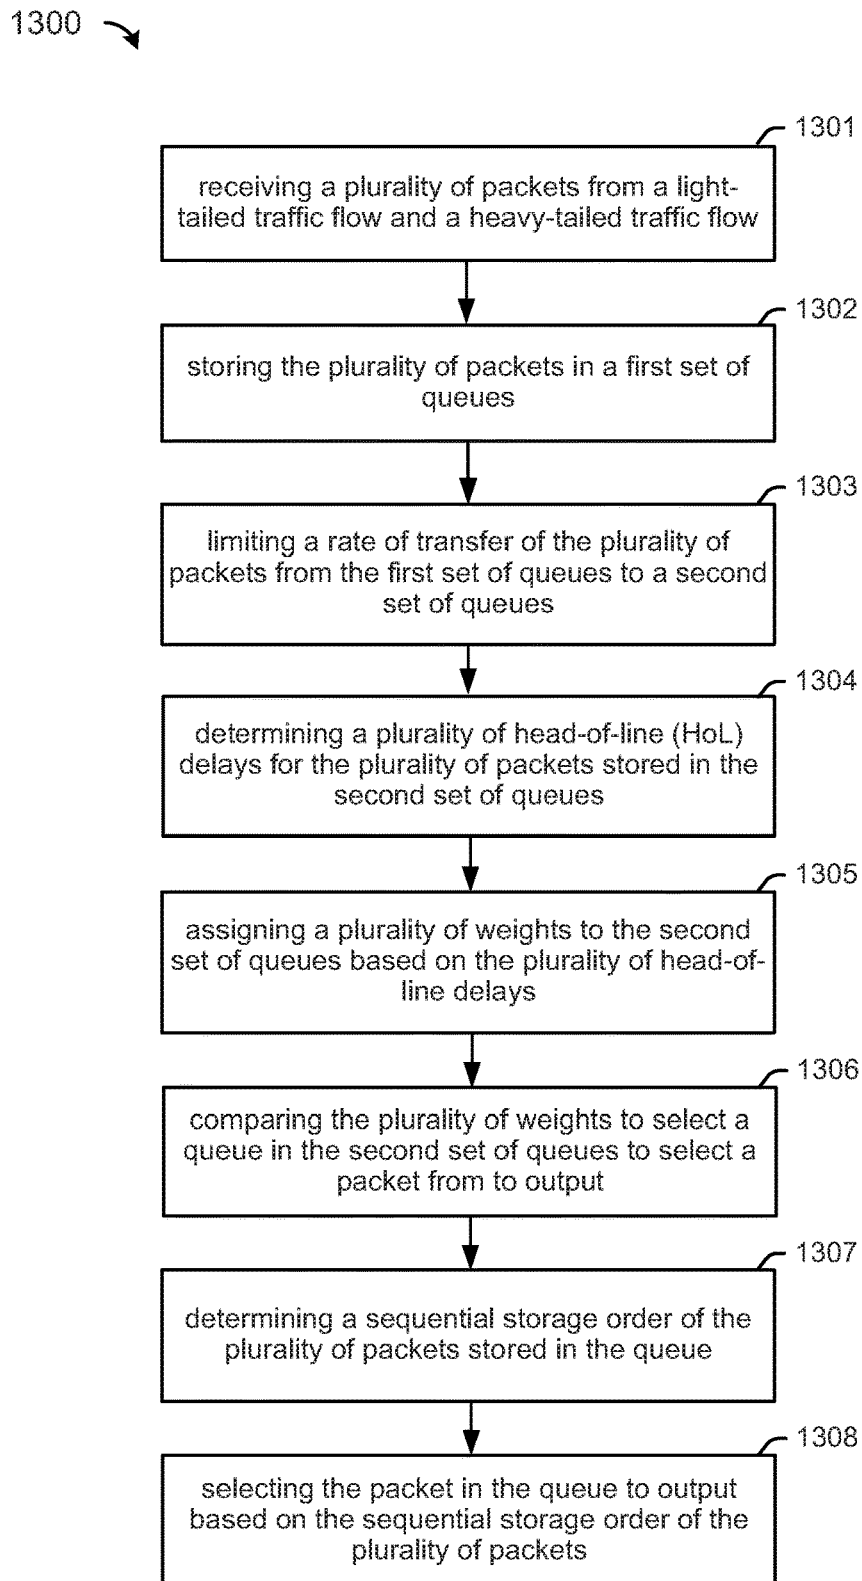 1300
1301
receiving a plurality of packets from a light-
tailed traffic flow and a heavy-tailed traffic flow
1302
storing the plurality of packets in a first set of
queues
1303
limiting a rate of transfer of the plurality of
packets from the first set of queues to a second
set of queues
1304
determining a plurality of head-of-line (HoL)
delays for the plurality of packets stored in the
second set of queues
1305
assigning a plurality of weights to the second
set of queues based on the plurality of head-of-
line delays
1306
comparing the plurality of weights to select a
queue in the second set of queues to select a
packet from to output
1307
determining a sequential storage order of the
plurality of packets stored in the queue
1308
selecting the packet in the queue to output
based on the sequential storage order of the
plurality of packets